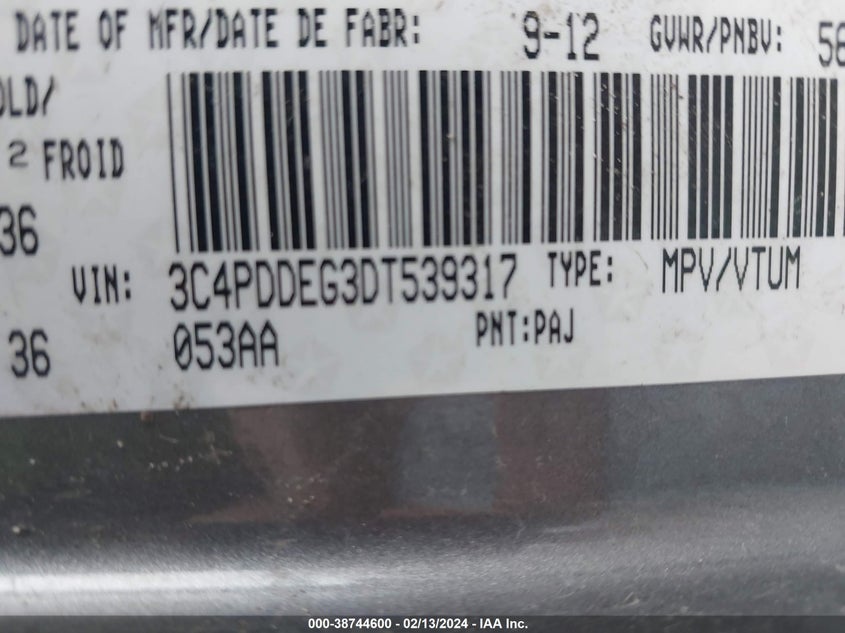 DATE OF MFR/DATE DE FABR: 9-12 GVWR/PNBV: 56
OLD/
2 FROID
36
VIN: 3C4PDDEG3DT539317 TYPE: MPV/VTUM
36 053AA PNT:PAJ
000-38744600 - 02/13/2024 - IAA Inc.